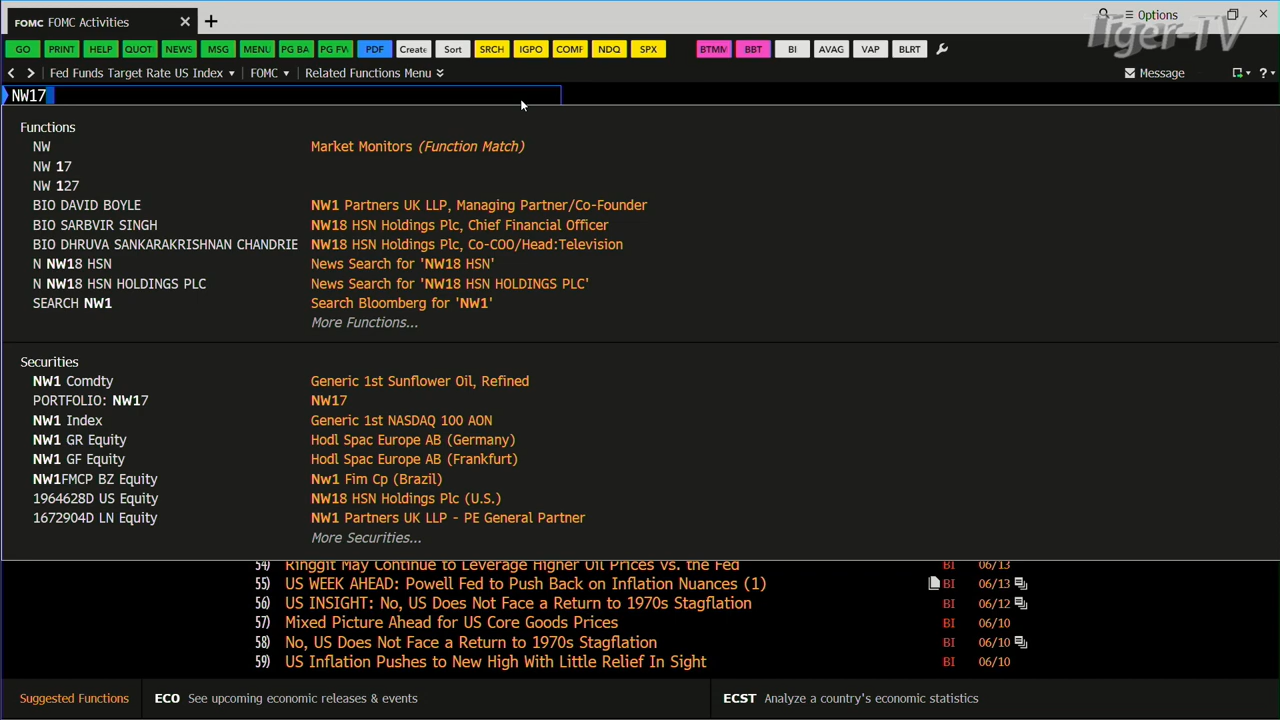 FOMC FOMC Activities
Options
Tiger-TV
GO PRINT HELP QUOT NEWS MSG MENU PG BA PG FW PDF Create Sort SRCH IGPO COMF NDQ SPX BTMM BBT BI AVAG VAP BLRT
Fed Funds Target Rate US Index FOMC Related Functions Menu Message ?
NW17
Functions
NW Market Monitors (Function Match)
NW 17
NW 127
BIO DAVID BOYLE NW1 Partners UK LLP, Managing Partner/Co-Founder
BIO SARBVIR SINGH NW18 HSN Holdings Plc, Chief Financial Officer
BIO DHRUVA SANKARAKRISHNAN CHANDRIE NW18 HSN Holdings Plc, Co-COO/Head:Television
N NW18 HSN News Search for 'NW18 HSN'
N NW18 HSN HOLDINGS PLC News Search for 'NW18 HSN HOLDINGS PLC'
SEARCH NW1 Search Bloomberg for 'NW1'
More Functions...
Securities
NW1 Comdty Generic 1st Sunflower Oil, Refined
PORTFOLIO: NW17 NW17
NW1 Index Generic 1st NASDAQ 100 AON
NW1 GR Equity Hodl Spac Europe AB (Germany)
NW1 GF Equity Hodl Spac Europe AB (Frankfurt)
NW1FMCP BZ Equity Nw1 Fim Cp (Brazil)
1964628D US Equity NW18 HSN Holdings Plc (U.S.)
1672904D LN Equity NW1 Partners UK LLP - PE General Partner
More Securities...
54) Ringgit May Continue to Leverage Higher Oil Prices vs. the Fed BI 06/13
55) US WEEK AHEAD: Powell Fed to Push Back on Inflation Nuances (1) BI 06/13
56) US INSIGHT: No, US Does Not Face a Return to 1970s Stagflation BI 06/12
57) Mixed Picture Ahead for US Core Goods Prices BI 06/10
58) No, US Does Not Face a Return to 1970s Stagflation BI 06/10
59) US Inflation Pushes to New High With Little Relief In Sight BI 06/10
Suggested Functions ECO See upcoming economic releases & events ECST Analyze a country's economic statistics